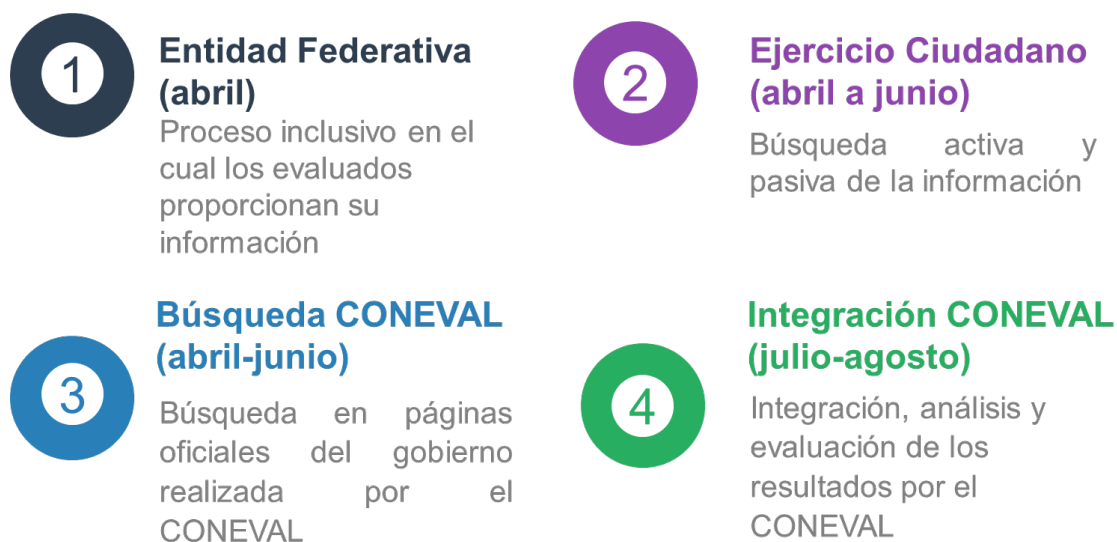 1
Entidad Federativa
(abril)
Proceso inclusivo en el
cual los evaluados
proporcionan su
información
2
Ejercicio Ciudadano
(abril a junio)
Búsqueda activa y
pasiva de la información
3
Búsqueda CONEVAL
(abril-junio)
Búsqueda en páginas
oficiales del gobierno
realizada por el
CONEVAL
4
Integración CONEVAL
(julio-agosto)
Integración, análisis y
evaluación de los
resultados por el
CONEVAL